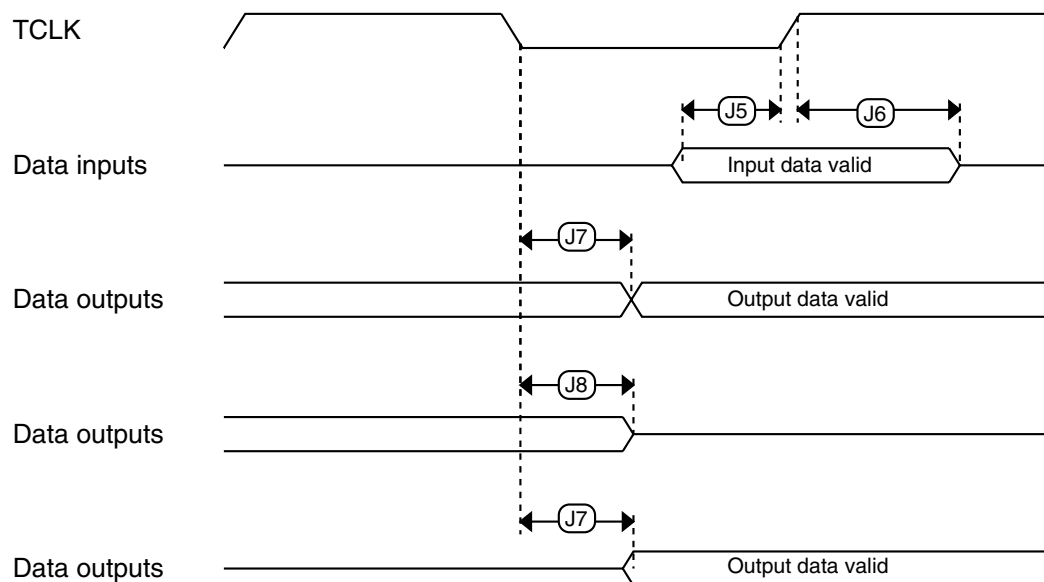 TCLK
J5
J6
Data inputs
Input data valid
J7
Data outputs
Output data valid
J8
Data outputs
J7
Data outputs
Output data valid